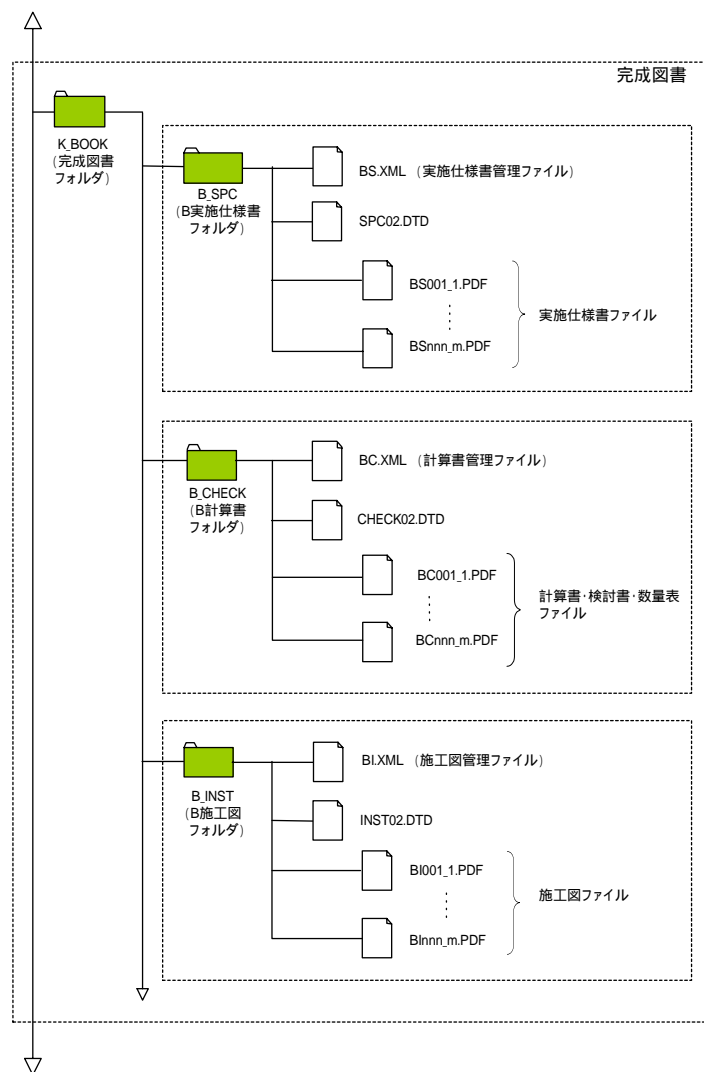 完成図書
K_BOOK
(完成図書
フォルダ)
B_SPC
(B実施仕様書
フォルダ)
BS.XML (実施仕様書管理ファイル)
SPC02.DTD
BS001_1.PDF
BSnnn_m.PDF
実施仕様書ファイル
B_CHECK
(B計算書
フォルダ)
BC.XML (計算書管理ファイル)
CHECK02.DTD
BC001_1.PDF
BCnnn_m.PDF
計算書・検討書・数量表
ファイル
B_INST
(B施工図
フォルダ)
BI.XML (施工図管理ファイル)
INST02.DTD
BI001_1.PDF
BInnn_m.PDF
施工図ファイル